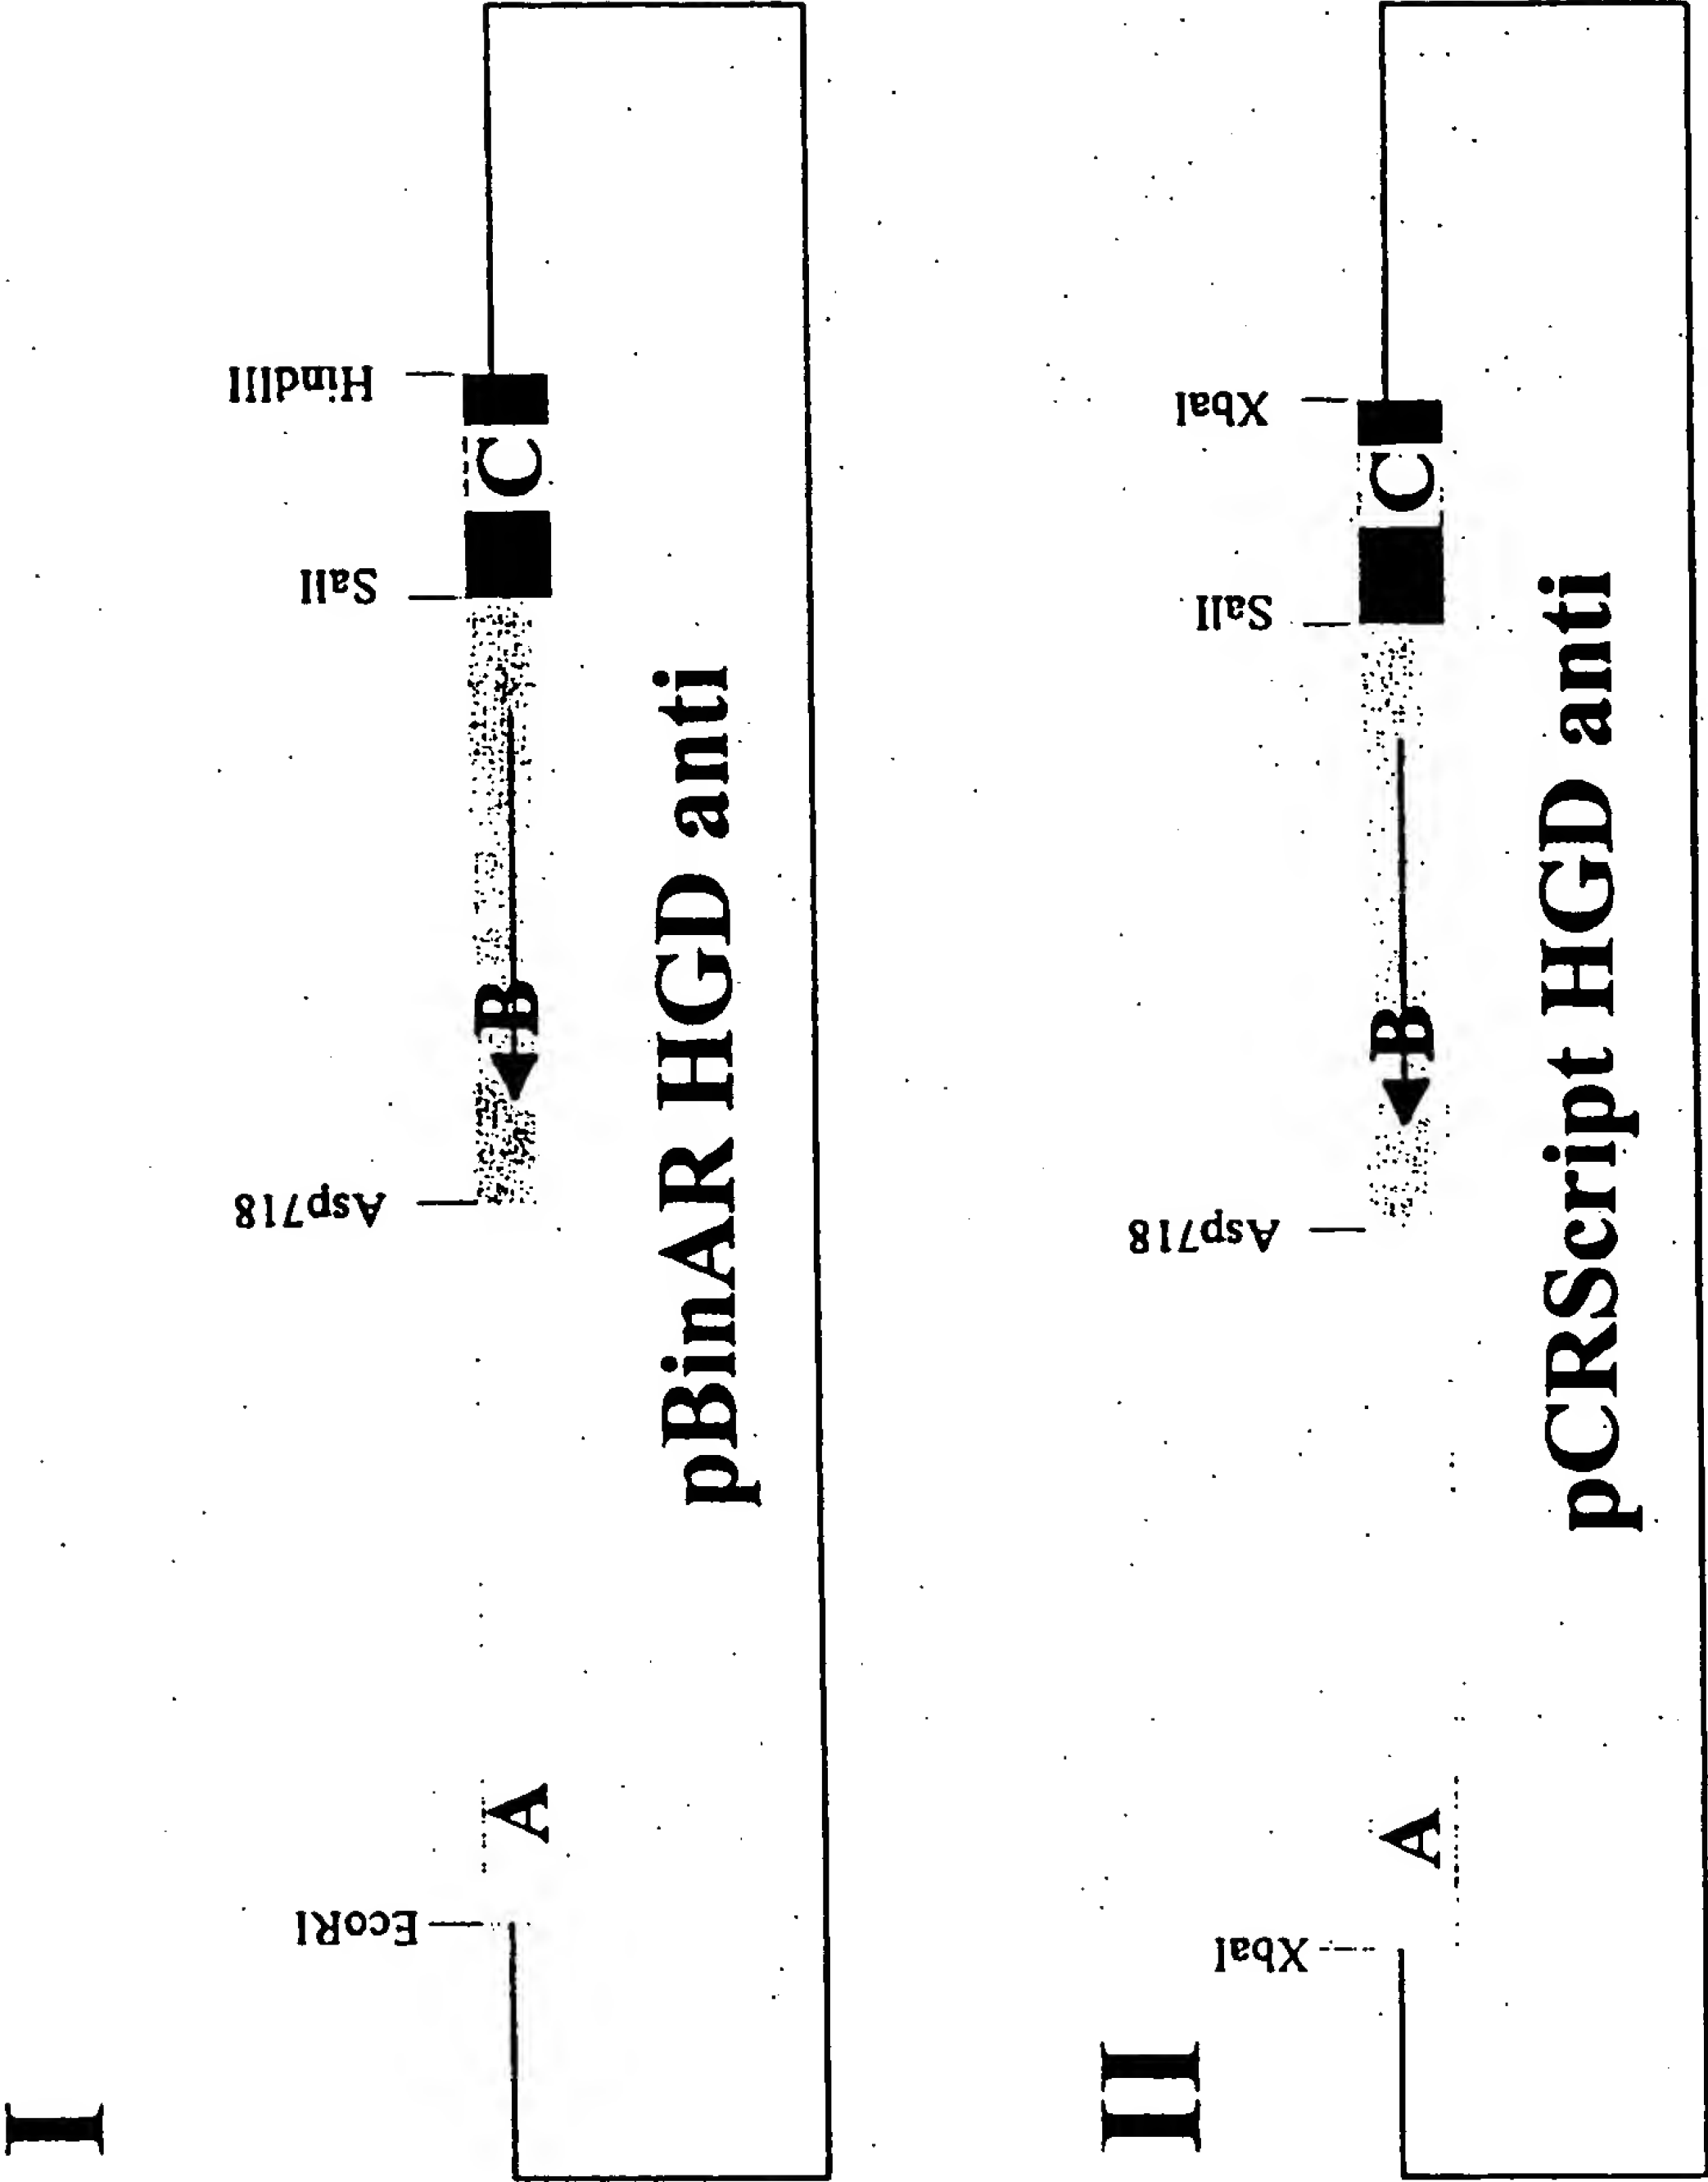 I
EcoRI
Asp718
SalI
HindIII
A
B
C
pBinAR HGD anti
II
XbaI
Asp718
SalI
XbaI
A
B
C
pCRScript HGD anti